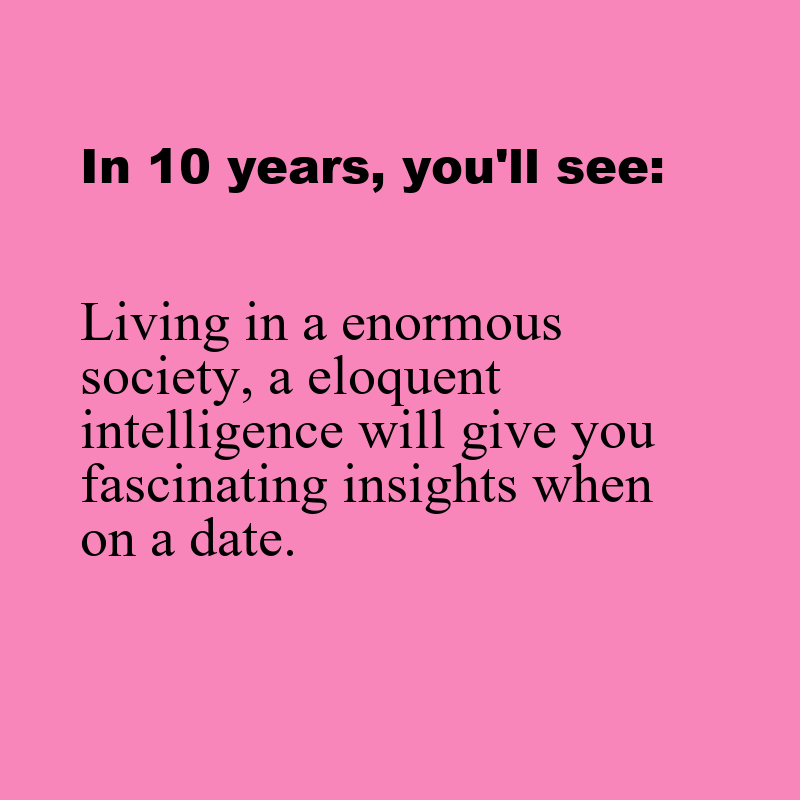 In 10 years, you'll see:
Living in a enormous
society, a eloquent
intelligence will give you
fascinating insights when
on a date.